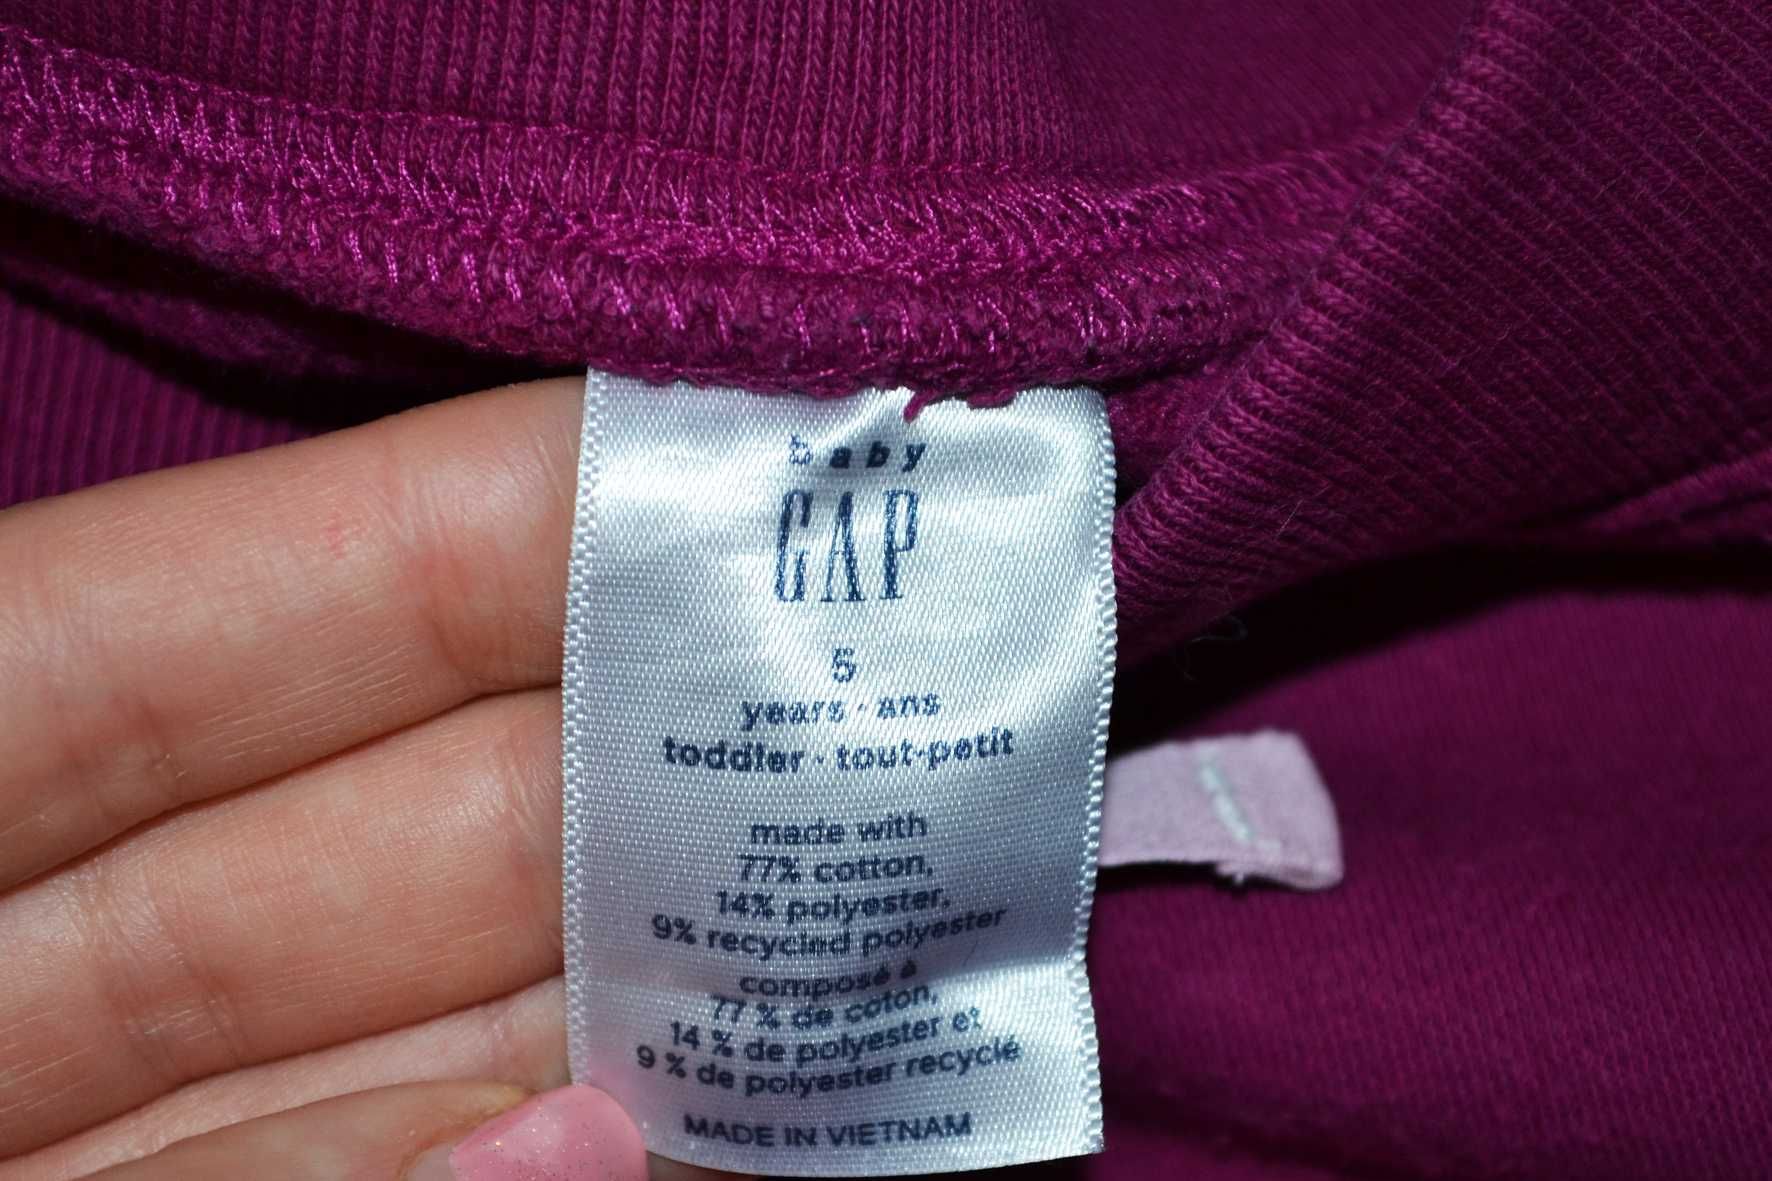 baby
GAP
5
years · ans
toddler · tout-petit
made with
77% cotton,
14% polyester,
9% recycled polyester
composé à
77 % de coton,
14 % de polyester et
9 % de polyester recyclé
MADE IN VIETNAM